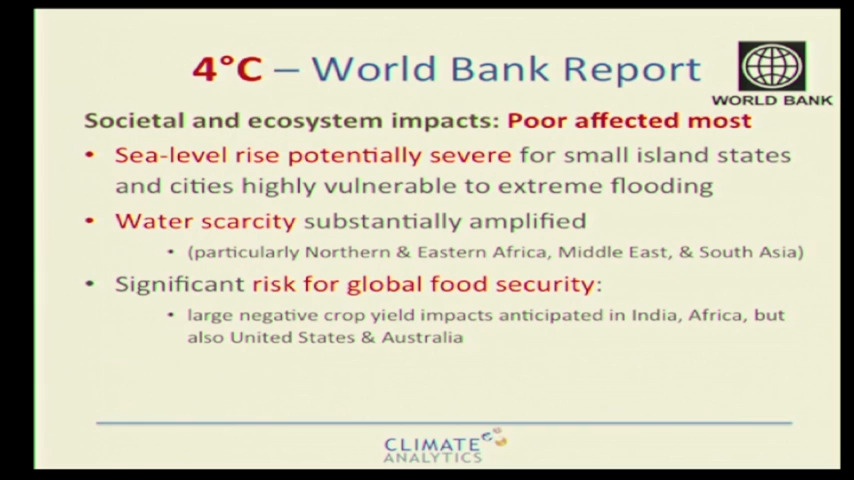 4°C – World Bank Report
WORLD BANK
Societal and ecosystem impacts: Poor affected most
• Sea-level rise potentially severe for small island states
and cities highly vulnerable to extreme flooding
• Water scarcity substantially amplified
• (particularly Northern & Eastern Africa, Middle East, & South Asia)
• Significant risk for global food security:
• large negative crop yield impacts anticipated in India, Africa, but
also United States & Australia
CLIMATE
ANALYTICS